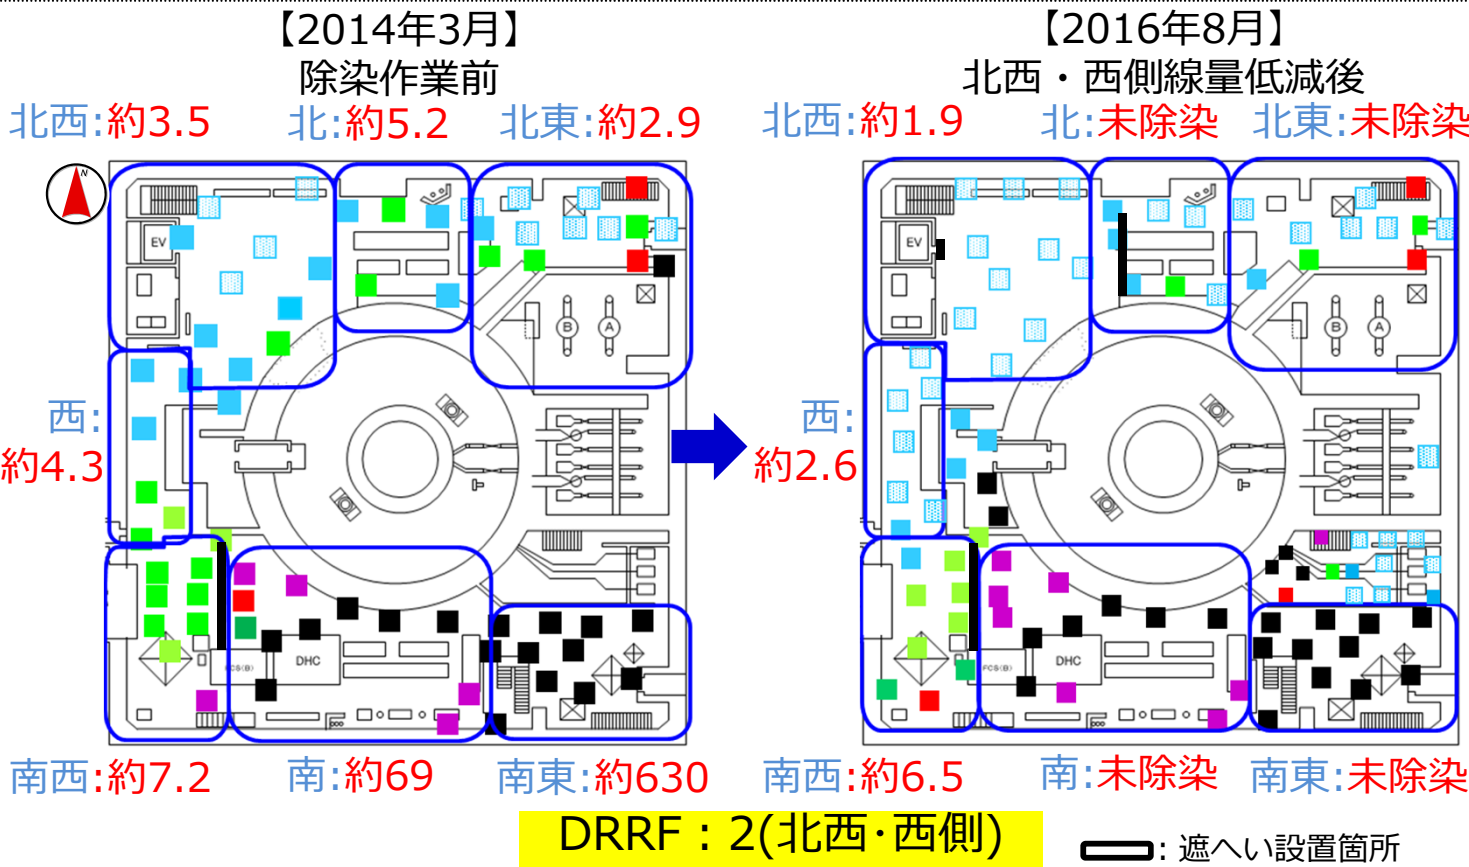 【2014年3月】
除染作業前
北西:約3.5
北:約5.2
北東:約2.9
N
EV
B
A
西:
約4.3
FCS(B)
DHC
南西:約7.2
南:約69
南東:約630
【2016年8月】
北西・西側線量低減後
北西:約1.9
北:未除染
北東:未除染
EV
B
A
西:
約2.6
FCS(B)
DHC
南西:約6.5
南:未除染
南東:未除染
DRRF：2(北西･西側)
：遮へい設置箇所